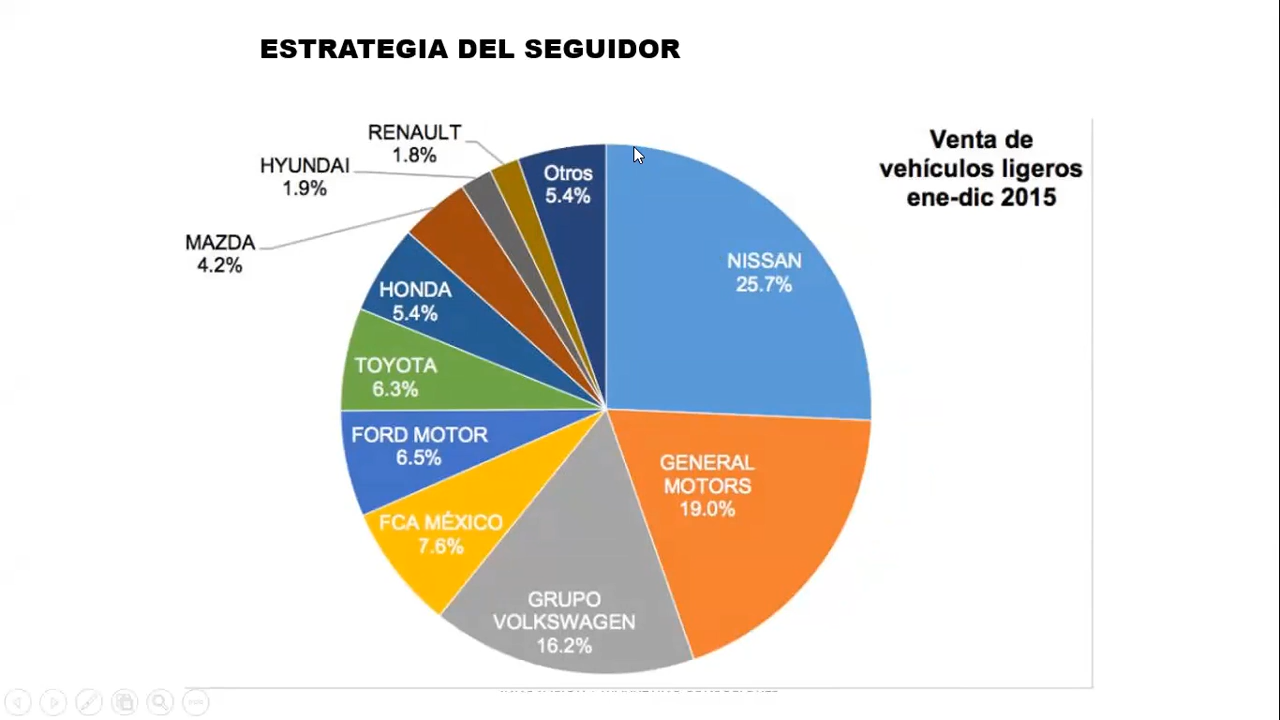 ESTRATEGIA DEL SEGUIDOR
Venta de
vehículos ligeros
ene-dic 2015
RENAULT
1.8%
HYUNDAI
1.9%
MAZDA
4.2%
Otros
5.4%
NISSAN
25.7%
HONDA
5.4%
TOYOTA
6.3%
FORD MOTOR
6.5%
GENERAL
MOTORS
19.0%
FCA MÉXICO
7.6%
GRUPO
VOLKSWAGEN
16.2%